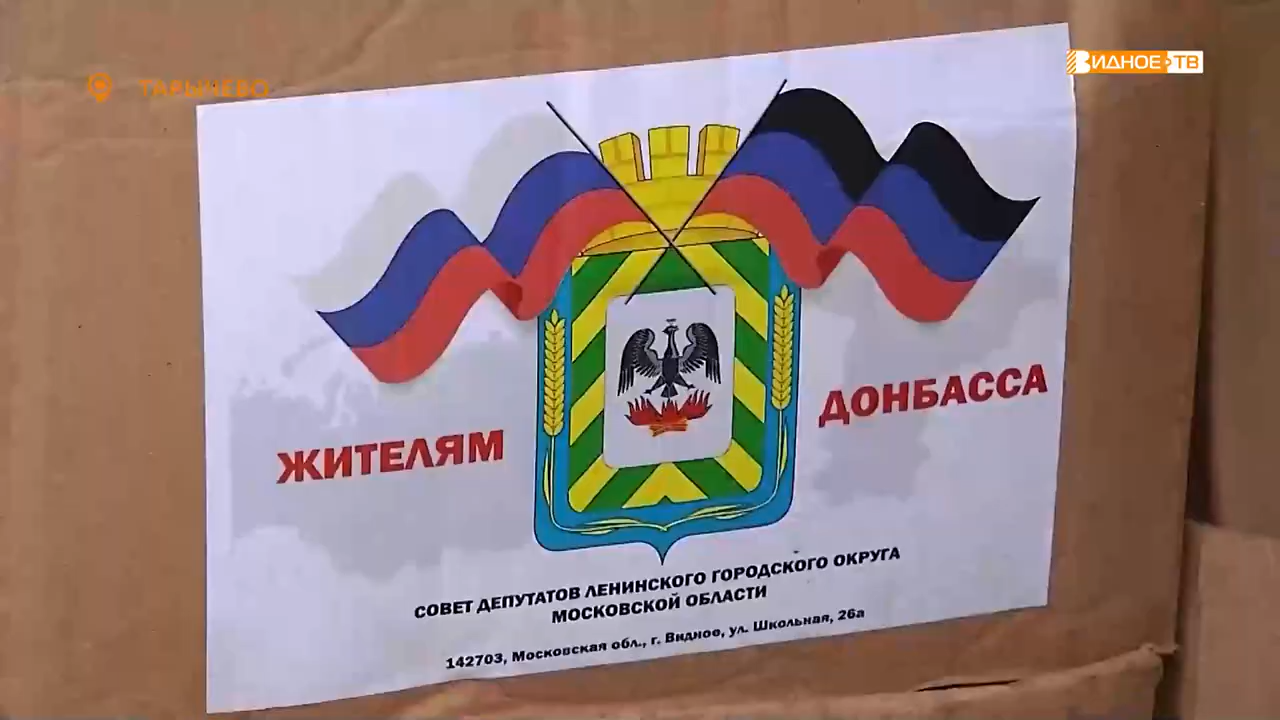 ТАРЫЧЕВО
ВИДНОЕ ТВ
ЖИТЕЛЯМ
ДОНБАССА
СОВЕТ ДЕПУТАТОВ ЛЕНИНСКОГО ГОРОДСКОГО ОКРУГА
МОСКОВСКОЙ ОБЛАСТИ
142703, Московская обл., г. Видное, ул. Школьная, 26а